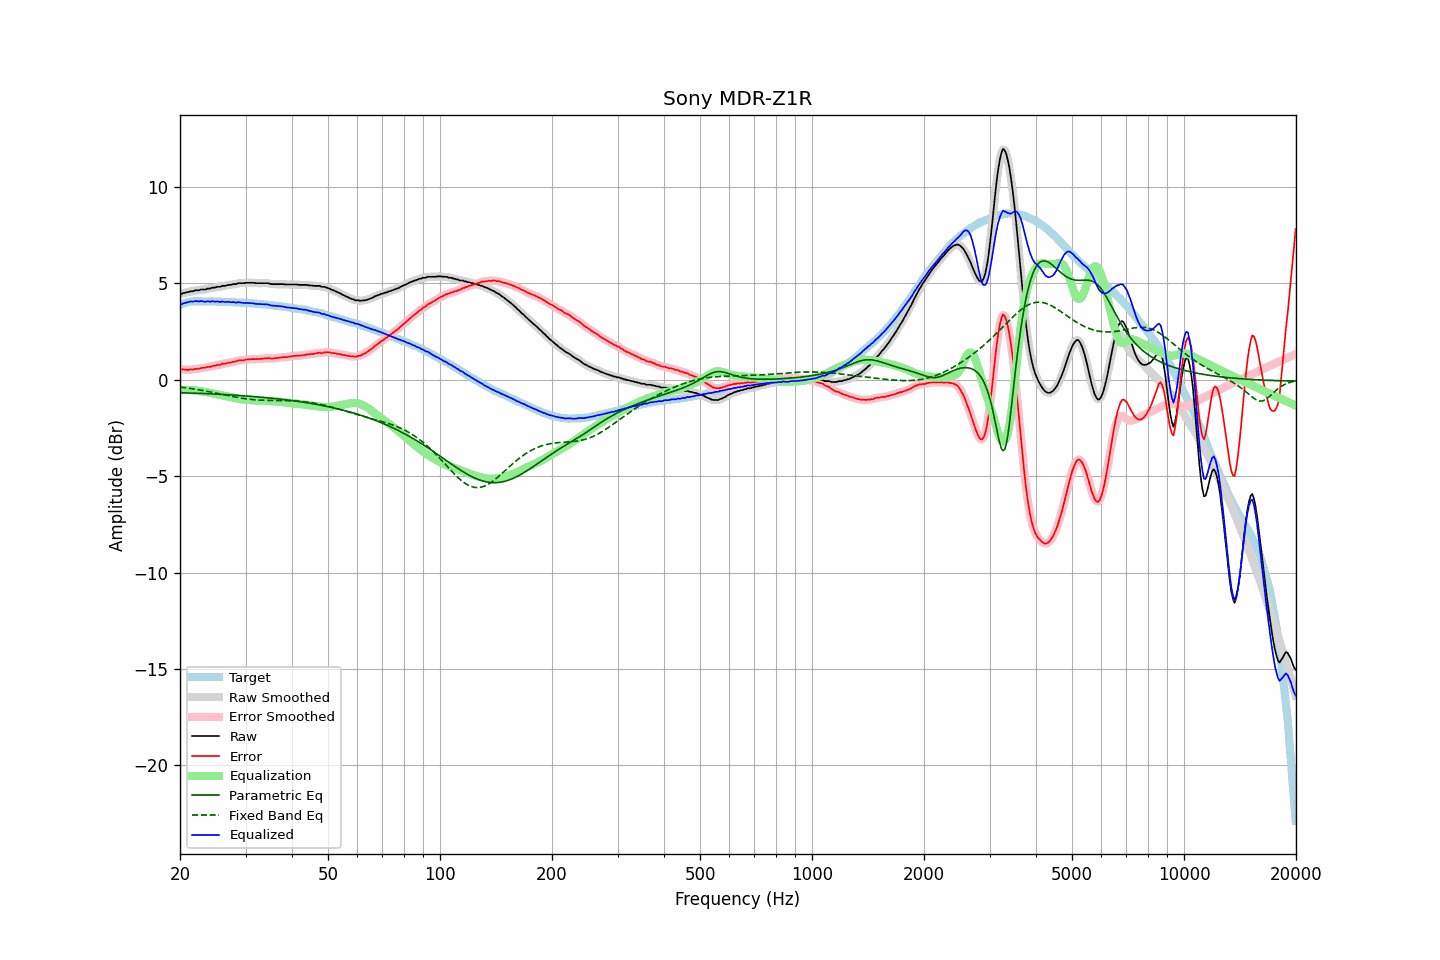 Sony MDR-Z1R
Amplitude (dBr)
10
5
0
−5
−10
−15
−20
Target
Raw Smoothed
Error Smoothed
Raw
Error
Equalization
Parametric Eq
Fixed Band Eq
Equalized
20 50 100 200 500 1000 2000 5000 10000 20000
Frequency (Hz)